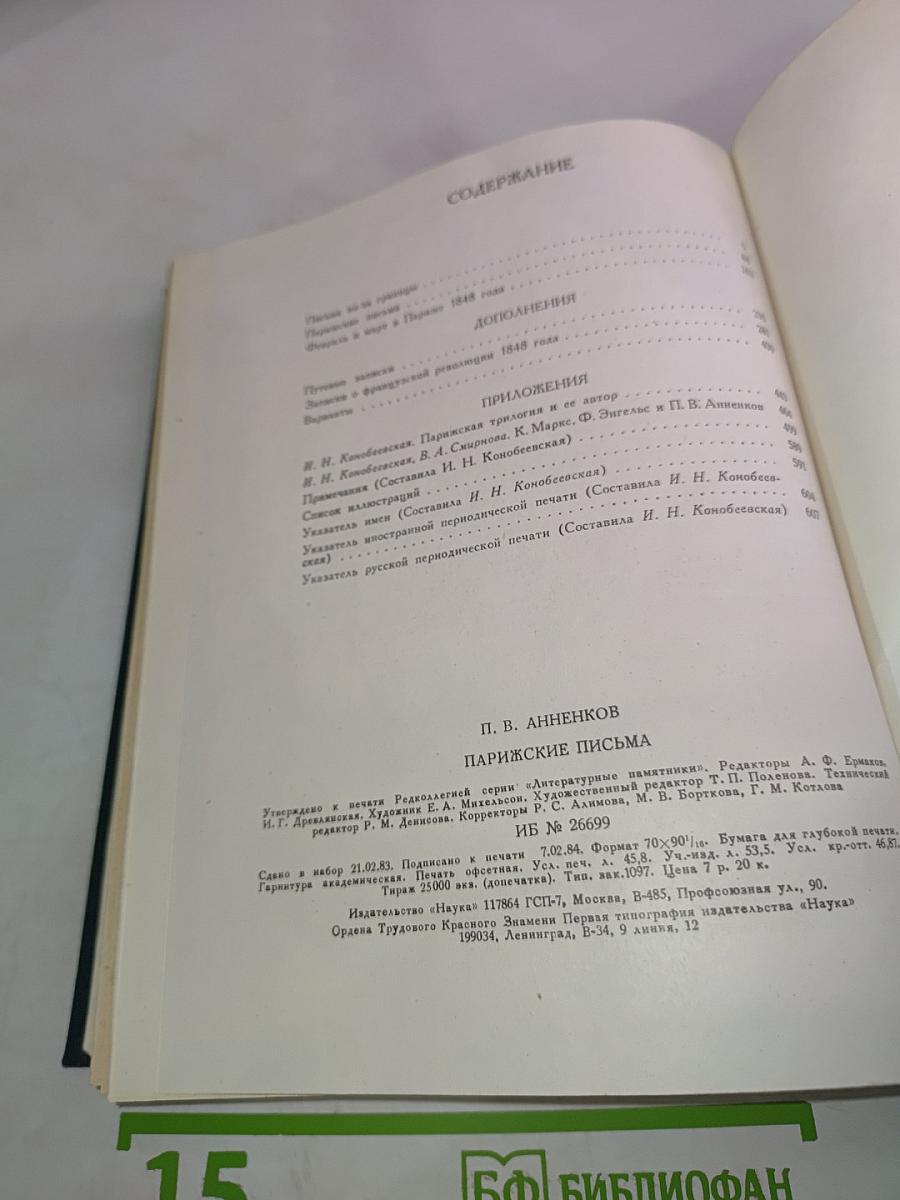 СОДЕРЖАНИЕ
Письма из-за границы
Парижские письма
Февраль и март в Париже 1848 года
ДОПОЛНЕНИЯ
Путевые записки
Записки о французской революции 1848 года
Варианты
ПРИЛОЖЕНИЯ
И. Н. Конобеевская. Парижская трилогия и ее автор
И. Н. Конобеевская, В. А. Смирнова. К. Маркс, Ф. Энгельс и П. В. Анненков
Примечания (Составила И. Н. Конобеевская) 499
Список иллюстраций 589
Указатель имен (Составила И. Н. Конобеевская) 591
Указатель иностранной периодической печати (Составила И. Н. Конобеев-
ская) 604
Указатель русской периодической печати (Составила И. Н. Конобеевская) 607
П. В. АННЕНКОВ
ПАРИЖСКИЕ ПИСЬМА
Утверждено к печати Редколлегией серии «Литературные памятники». Редакторы А. Ф. Ермаков,
И. Г. Древлянская. Художник Е. А. Михельсон. Художественный редактор Т. П. Поленова. Технический
редактор Р. М. Денисова. Корректоры Р. С. Алимова, М. В. Борткова, Г. М. Котлова
ИБ № 26699
Сдано в набор 21.02.83. Подписано к печати 7.02.84. Формат 70×90¹/₁₆. Бумага для глубокой печати.
Гарнитура академическая. Печать офсетная. Усл. печ. л. 45,8. Уч.-изд. л. 53,5. Усл. кр.-отт. 46,87.
Тираж 25000 экз. (допечатка). Тип. зак.1097. Цена 7 р. 20 к.
Издательство «Наука» 117864 ГСП-7, Москва, В-485, Профсоюзная ул., 90.
Ордена Трудового Красного Знамени Первая типография издательства «Наука»
199034, Ленинград, В-34, 9 линия, 12
15
БФ БИБЛИОФАН